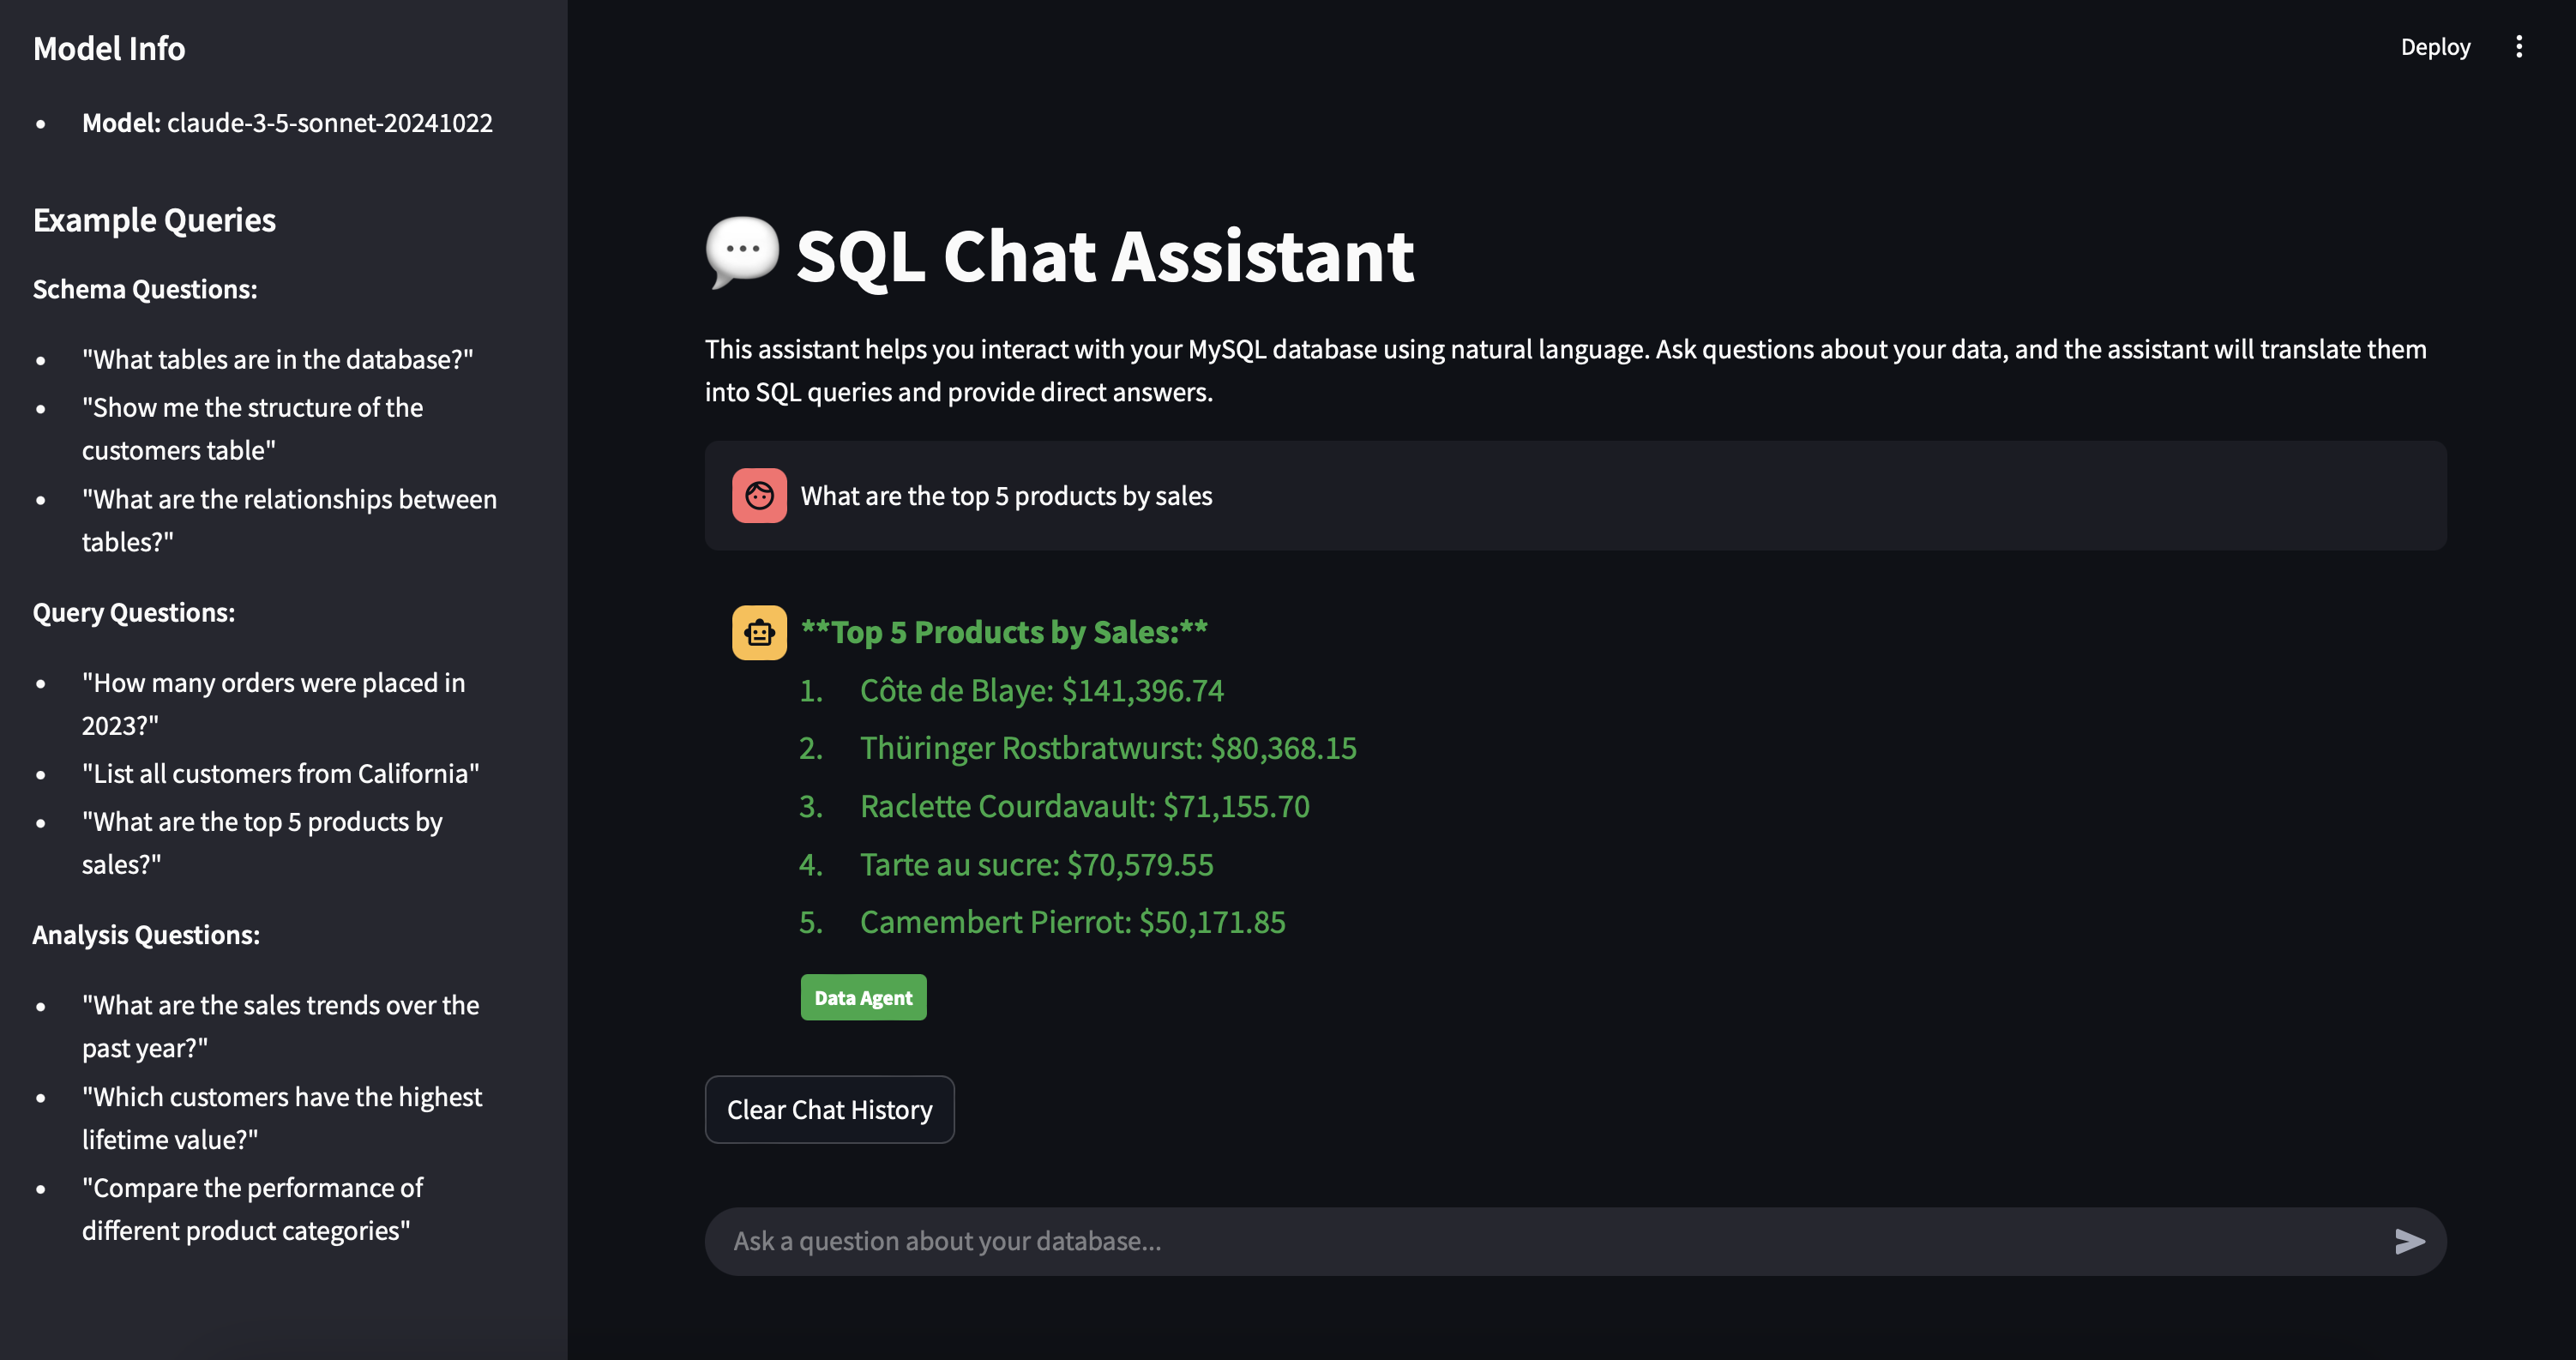 Model Info
Model: claude-3-5-sonnet-20241022
Example Queries
Schema Questions:
"What tables are in the database?"
"Show me the structure of the
customers table"
"What are the relationships between
tables?"
Query Questions:
"How many orders were placed in
2023?"
"List all customers from California"
"What are the top 5 products by
sales?"
Analysis Questions:
"What are the sales trends over the
past year?"
"Which customers have the highest
lifetime value?"
"Compare the performance of
different product categories"
Deploy
SQL Chat Assistant
This assistant helps you interact with your MySQL database using natural language. Ask questions about your data, and the assistant will translate them
into SQL queries and provide direct answers.
What are the top 5 products by sales
**Top 5 Products by Sales:**
1. Côte de Blaye: $141,396.74
2. Thüringer Rostbratwurst: $80,368.15
3. Raclette Courdavault: $71,155.70
4. Tarte au sucre: $70,579.55
5. Camembert Pierrot: $50,171.85
Data Agent
Clear Chat History
Ask a question about your database...